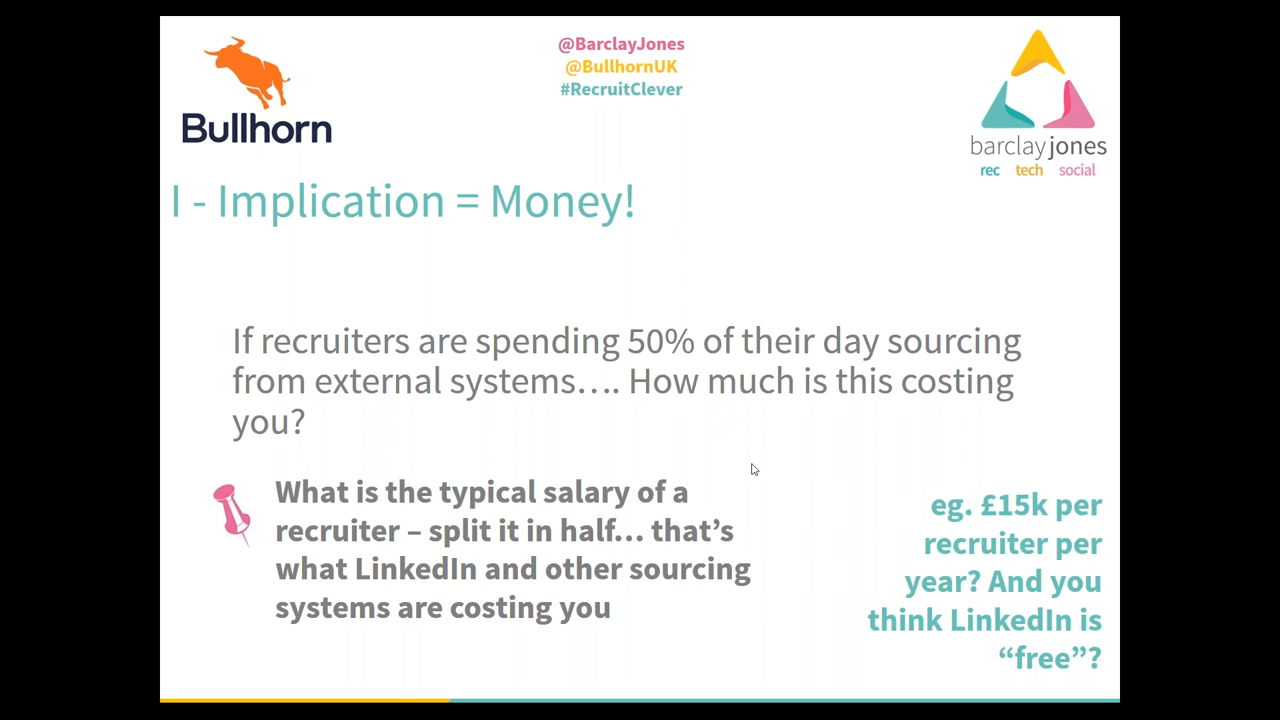 @BarclayJones
@BullhornUK
#RecruitClever
Bullhorn
barclayjones
rec tech social
I - Implication = Money!
If recruiters are spending 50% of their day sourcing
from external systems…. How much is this costing
you?
What is the typical salary of a
recruiter – split it in half… that’s
what LinkedIn and other sourcing
systems are costing you
eg. £15k per
recruiter per
year? And you
think LinkedIn is
“free”?